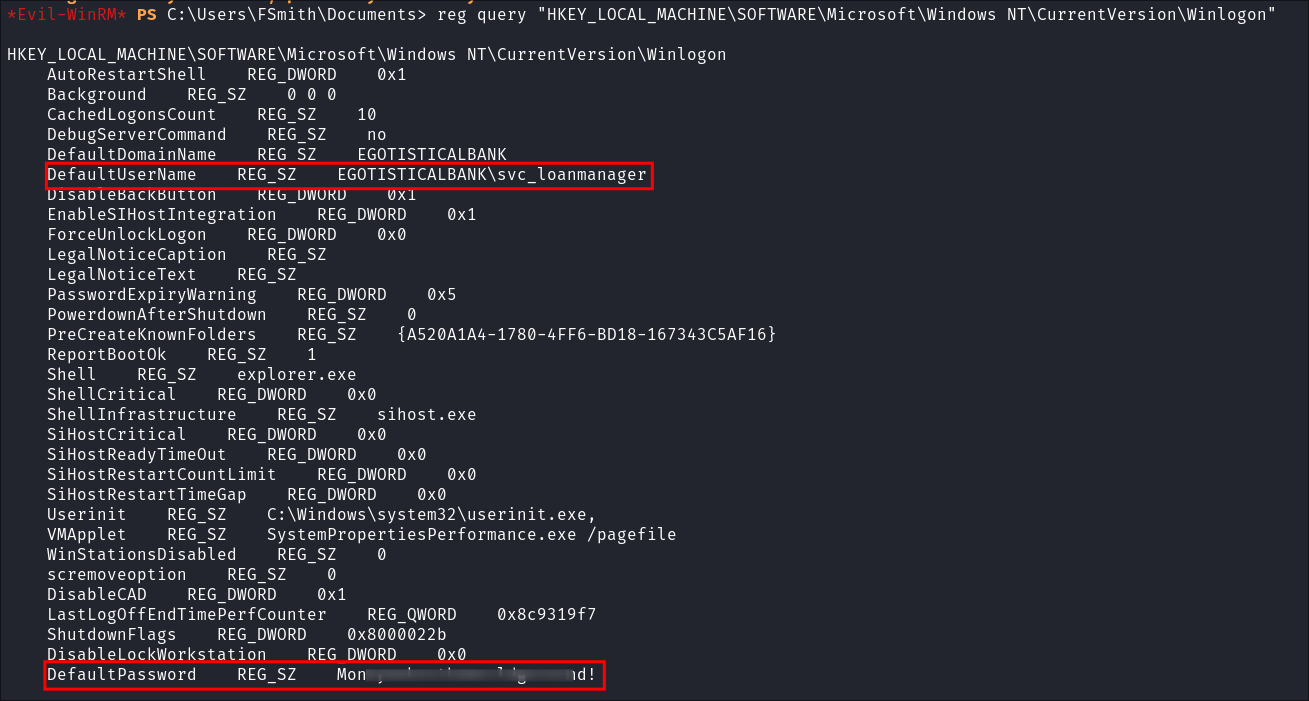 *Evil-WinRM* PS C:\Users\FSmith\Documents> reg query "HKEY_LOCAL_MACHINE\SOFTWARE\Microsoft\Windows NT\CurrentVersion\Winlogon"
HKEY_LOCAL_MACHINE\SOFTWARE\Microsoft\Windows NT\CurrentVersion\Winlogon
AutoRestartShell    REG_DWORD    0x1
Background    REG_SZ    0 0 0
CachedLogonsCount    REG_SZ    10
DebugServerCommand    REG_SZ    no
DefaultDomainName    REG_SZ    EGOTISTICALBANK
DefaultUserName    REG_SZ    EGOTISTICALBANK\svc_loanmanager
DisableBackButton    REG_DWORD    0x1
EnableSIHostIntegration    REG_DWORD    0x1
ForceUnlockLogon    REG_DWORD    0x0
LegalNoticeCaption    REG_SZ
LegalNoticeText    REG_SZ
PasswordExpiryWarning    REG_DWORD    0x5
PowerdownAfterShutdown    REG_SZ    0
PreCreateKnownFolders    REG_SZ    {A520A1A4-1780-4FF6-BD18-167343C5AF16}
ReportBootOk    REG_SZ    1
Shell    REG_SZ    explorer.exe
ShellCritical    REG_DWORD    0x0
ShellInfrastructure    REG_SZ    sihost.exe
SiHostCritical    REG_DWORD    0x0
SiHostReadyTimeOut    REG_DWORD    0x0
SiHostRestartCountLimit    REG_DWORD    0x0
SiHostRestartTimeGap    REG_DWORD    0x0
Userinit    REG_SZ    C:\Windows\system32\userinit.exe,
VMApplet    REG_SZ    SystemPropertiesPerformance.exe /pagefile
WinStationsDisabled    REG_SZ    0
scremoveoption    REG_SZ    0
DisableCAD    REG_DWORD    0x1
LastLogOffEndTimePerfCounter    REG_QWORD    0x8c9319f7
ShutdownFlags    REG_DWORD    0x8000022b
DisableLockWorkstation    REG_DWORD    0x0
DefaultPassword    REG_SZ